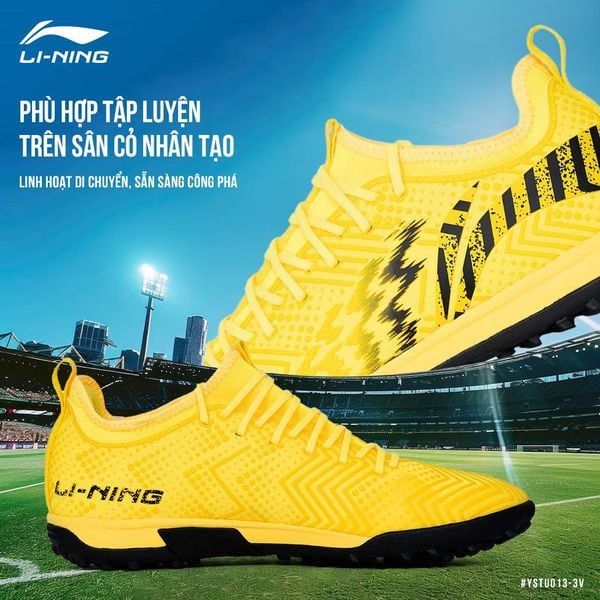 LI-NING
PHÙ HỢP TẬP LUYỆN
TRÊN SÂN CỎ NHÂN TẠO
LINH HOẠT DI CHUYỂN, SẴN SÀNG CÔNG PHÁ
LI-NING
#YSTU013-3V